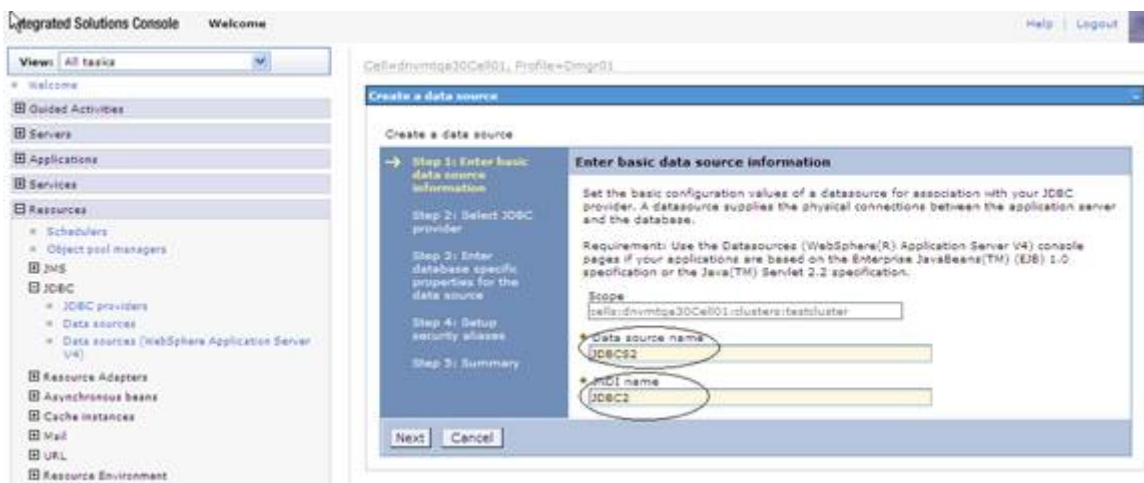 Integrated Solutions Console Welcome Help | Logout
View: All tasks
Welcome
Guided Activities
Servers
Applications
Services
Resources
Schedulers
Object pool managers
JMS
JDBC
JDBC providers
Data sources
Data sources (WebSphere Application Server V4)
Resource Adapters
Asynchronous beans
Cache instances
Mail
URL
Resource Environment
Cell=dnvmtqa30Cell01, Profile=Dmgr01
Create a data source
Create a data source
Step 1: Enter basic
data source
information
Step 2: Select JDBC
provider
Step 3: Enter
database specific
properties for the
data source
Step 4: Setup
security aliases
Step 5: Summary
Enter basic data source information
Set the basic configuration values of a datasource for association with your JDBC
provider. A datasource supplies the physical connections between the application server
and the database.
Requirement: Use the Datasources (WebSphere(R) Application Server V4) console
pages if your applications are based on the Enterprise JavaBeans(TM) (EJB) 1.0
specification or the Java(TM) Servlet 2.2 specification.
Scope
cells:dnvmtqa30Cell01:clusters:testcluster
* Data source name
JDBCS2
* JNDI name
JDBC2
Next Cancel